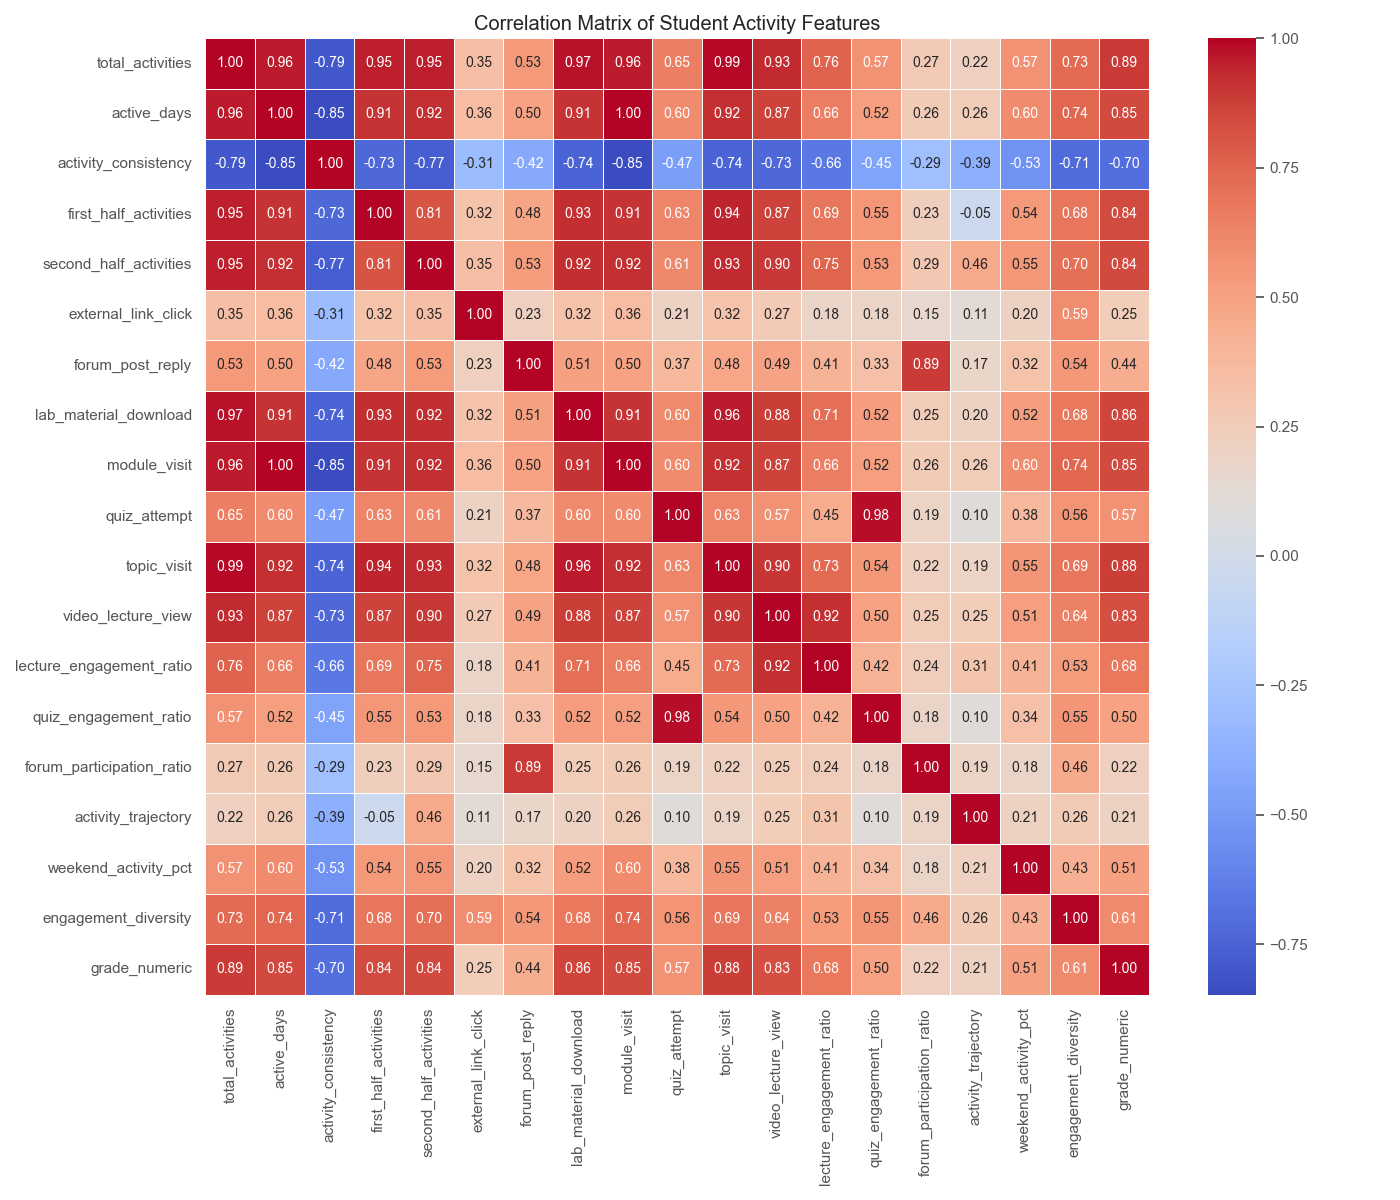 Correlation Matrix of Student Activity Features
total_activities 1.00 0.96 -0.79 0.95 0.95 0.35 0.53 0.97 0.96 0.65 0.99 0.93 0.76 0.57 0.27 0.22 0.57 0.73 0.89
active_days 0.96 1.00 -0.85 0.91 0.92 0.36 0.50 0.91 1.00 0.60 0.92 0.87 0.66 0.52 0.26 0.26 0.60 0.74 0.85
activity_consistency -0.79 -0.85 1.00 -0.73 -0.77 -0.31 -0.42 -0.74 -0.85 -0.47 -0.74 -0.73 -0.66 -0.45 -0.29 -0.39 -0.53 -0.71 -0.70
first_half_activities 0.95 0.91 -0.73 1.00 0.81 0.32 0.48 0.93 0.91 0.63 0.94 0.87 0.69 0.55 0.23 -0.05 0.54 0.68 0.84
second_half_activities 0.95 0.92 -0.77 0.81 1.00 0.35 0.53 0.92 0.92 0.61 0.93 0.90 0.75 0.53 0.29 0.46 0.55 0.70 0.84
external_link_click 0.35 0.36 -0.31 0.32 0.35 1.00 0.23 0.32 0.36 0.21 0.32 0.27 0.18 0.18 0.15 0.11 0.20 0.59 0.25
forum_post_reply 0.53 0.50 -0.42 0.48 0.53 0.23 1.00 0.51 0.50 0.37 0.48 0.49 0.41 0.33 0.89 0.17 0.32 0.54 0.44
lab_material_download 0.97 0.91 -0.74 0.93 0.92 0.32 0.51 1.00 0.91 0.60 0.96 0.88 0.71 0.52 0.25 0.20 0.52 0.68 0.86
module_visit 0.96 1.00 -0.85 0.91 0.92 0.36 0.50 0.91 1.00 0.60 0.92 0.87 0.66 0.52 0.26 0.26 0.60 0.74 0.85
quiz_attempt 0.65 0.60 -0.47 0.63 0.61 0.21 0.37 0.60 0.60 1.00 0.63 0.57 0.45 0.98 0.19 0.10 0.38 0.56 0.57
topic_visit 0.99 0.92 -0.74 0.94 0.93 0.32 0.48 0.96 0.92 0.63 1.00 0.90 0.73 0.54 0.22 0.19 0.55 0.69 0.88
video_lecture_view 0.93 0.87 -0.73 0.87 0.90 0.27 0.49 0.88 0.87 0.57 0.90 1.00 0.92 0.50 0.25 0.25 0.51 0.64 0.83
lecture_engagement_ratio 0.76 0.66 -0.66 0.69 0.75 0.18 0.41 0.71 0.66 0.45 0.73 0.92 1.00 0.42 0.24 0.31 0.41 0.53 0.68
quiz_engagement_ratio 0.57 0.52 -0.45 0.55 0.53 0.18 0.33 0.52 0.52 0.98 0.54 0.50 0.42 1.00 0.18 0.10 0.34 0.55 0.50
forum_participation_ratio 0.27 0.26 -0.29 0.23 0.29 0.15 0.89 0.25 0.26 0.19 0.22 0.25 0.24 0.18 1.00 0.19 0.18 0.46 0.22
activity_trajectory 0.22 0.26 -0.39 -0.05 0.46 0.11 0.17 0.20 0.26 0.10 0.19 0.25 0.31 0.10 0.19 1.00 0.21 0.26 0.21
weekend_activity_pct 0.57 0.60 -0.53 0.54 0.55 0.20 0.32 0.52 0.60 0.38 0.55 0.51 0.41 0.34 0.18 0.21 1.00 0.43 0.51
engagement_diversity 0.73 0.74 -0.71 0.68 0.70 0.59 0.54 0.68 0.74 0.56 0.69 0.64 0.53 0.55 0.46 0.26 0.43 1.00 0.61
grade_numeric 0.89 0.85 -0.70 0.84 0.84 0.25 0.44 0.86 0.85 0.57 0.88 0.83 0.68 0.50 0.22 0.21 0.51 0.61 1.00
total_activities
active_days
activity_consistency
first_half_activities
second_half_activities
external_link_click
forum_post_reply
lab_material_download
module_visit
quiz_attempt
topic_visit
video_lecture_view
lecture_engagement_ratio
quiz_engagement_ratio
forum_participation_ratio
activity_trajectory
weekend_activity_pct
engagement_diversity
grade_numeric
1.00
0.75
0.50
0.25
0.00
−0.25
−0.50
−0.75